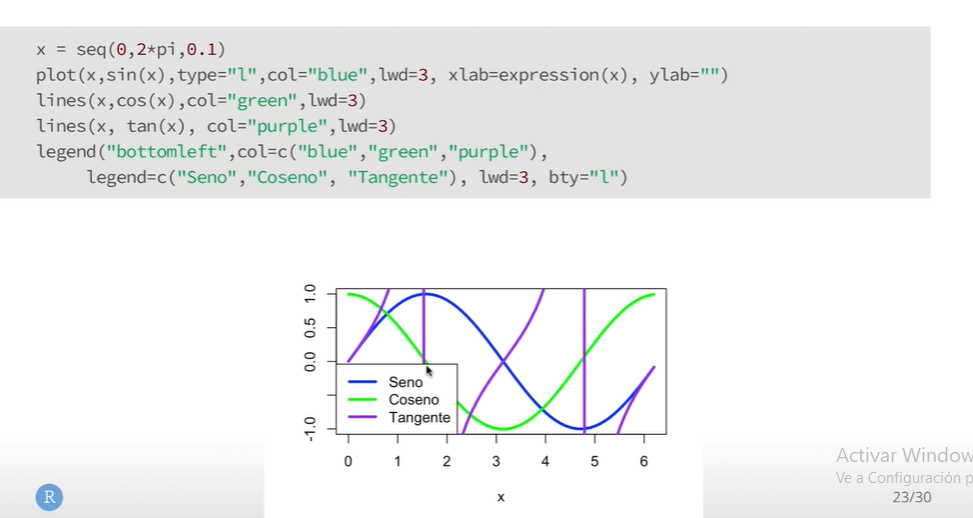 x = seq(0,2*pi,0.1)
plot(x,sin(x),type="l",col="blue",lwd=3, xlab=expression(x), ylab="")
lines(x,cos(x),col="green",lwd=3)
lines(x, tan(x), col="purple",lwd=3)
legend("bottomleft",col=c("blue","green","purple"),
legend=c("Seno","Coseno", "Tangente"), lwd=3, bty="l")
1.0
0.5
0.0
-1.0
Seno
Coseno
Tangente
0 1 2 3 4 5 6
x
Activar Window
Ve a Configuración p
R
23/30